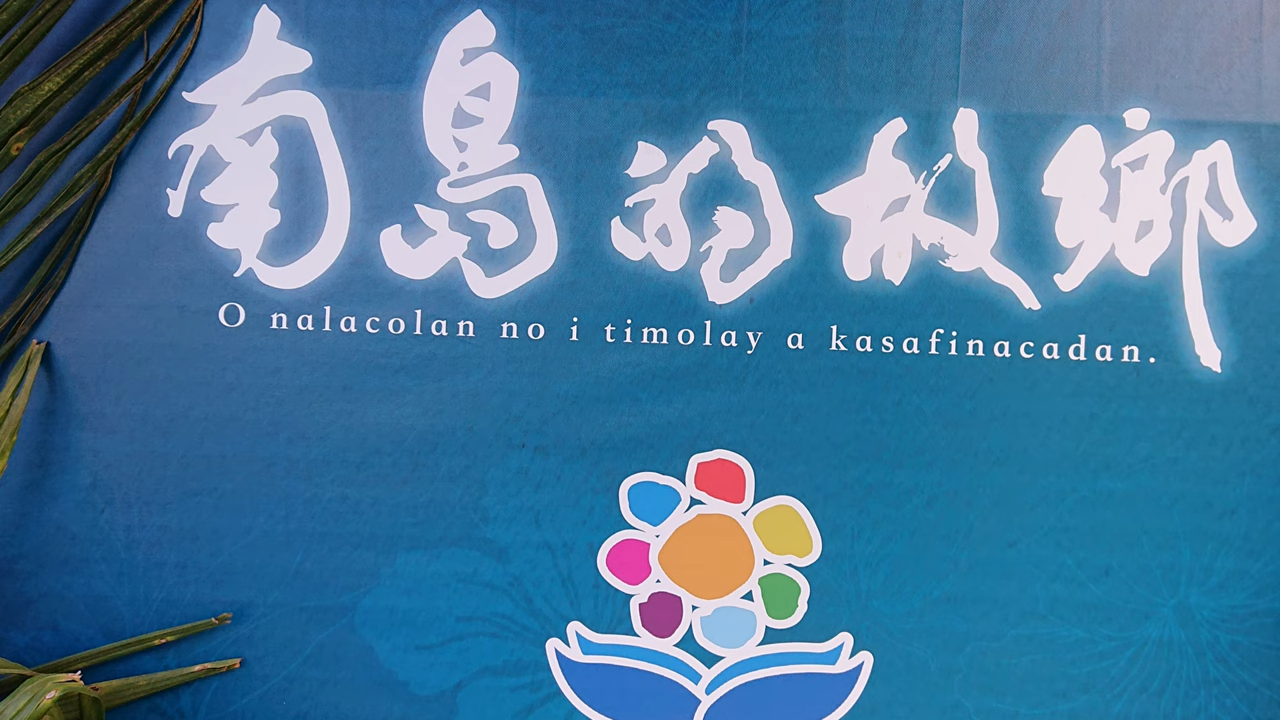 南島的故鄉
O nalacolan no i timolay a kasafinacadan.